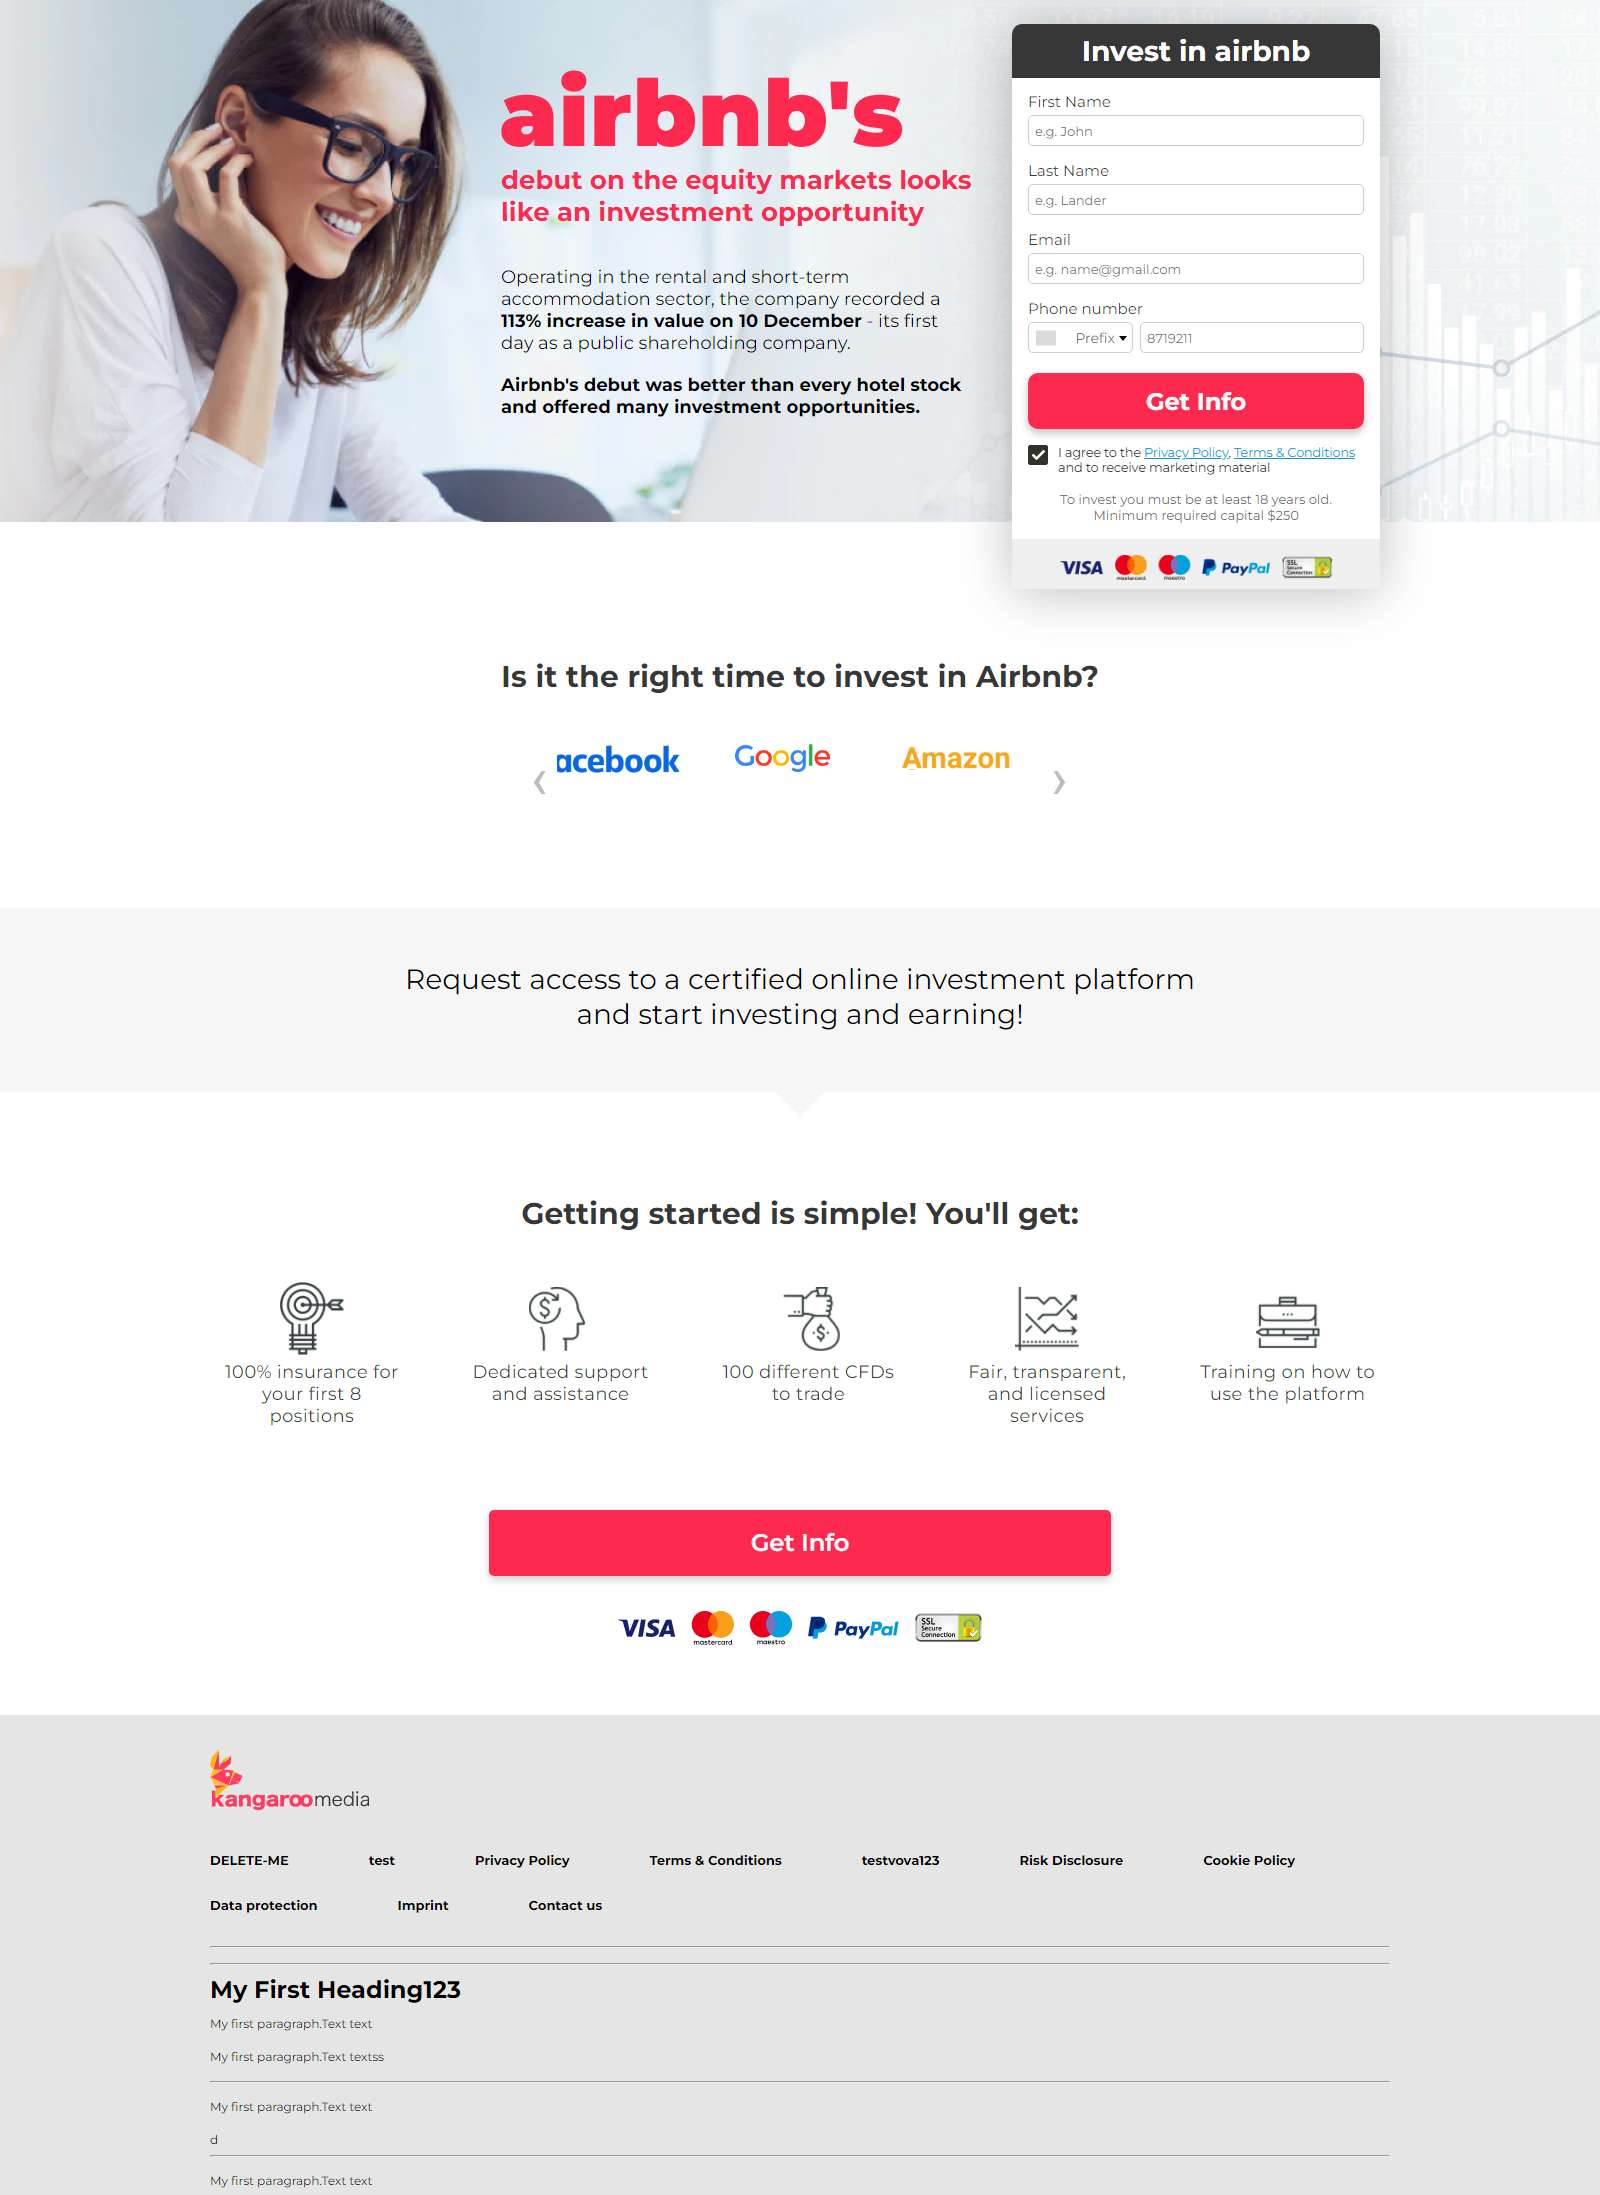 airbnb's
debut on the equity markets looks
like an investment opportunity
Operating in the rental and short-term
accommodation sector, the company recorded a
113% increase in value on 10 December - its first
day as a public shareholding company.
Airbnb's debut was better than every hotel stock
and offered many investment opportunities.
Invest in airbnb
First Name
e.g. John
Last Name
e.g. Lander
Email
e.g. name@gmail.com
Phone number
Prefix 8719211
Get Info
I agree to the Privacy Policy, Terms & Conditions
and to receive marketing material
To invest you must be at least 18 years old.
Minimum required capital $250
VISA mastercard maestro PayPal SSL Secure Connection
Is it the right time to invest in Airbnb?
acebook Google Amazon
Request access to a certified online investment platform
and start investing and earning!
Getting started is simple! You'll get:
100% insurance for
your first 8
positions
Dedicated support
and assistance
100 different CFDs
to trade
Fair, transparent,
and licensed
services
Training on how to
use the platform
Get Info
VISA mastercard maestro PayPal SSL Secure Connection
kangaroomedia
DELETE-ME test Privacy Policy Terms & Conditions testvova123 Risk Disclosure Cookie Policy
Data protection Imprint Contact us
My First Heading123
My first paragraph.Text text
My first paragraph.Text textss
My first paragraph.Text text
d
My first paragraph.Text text